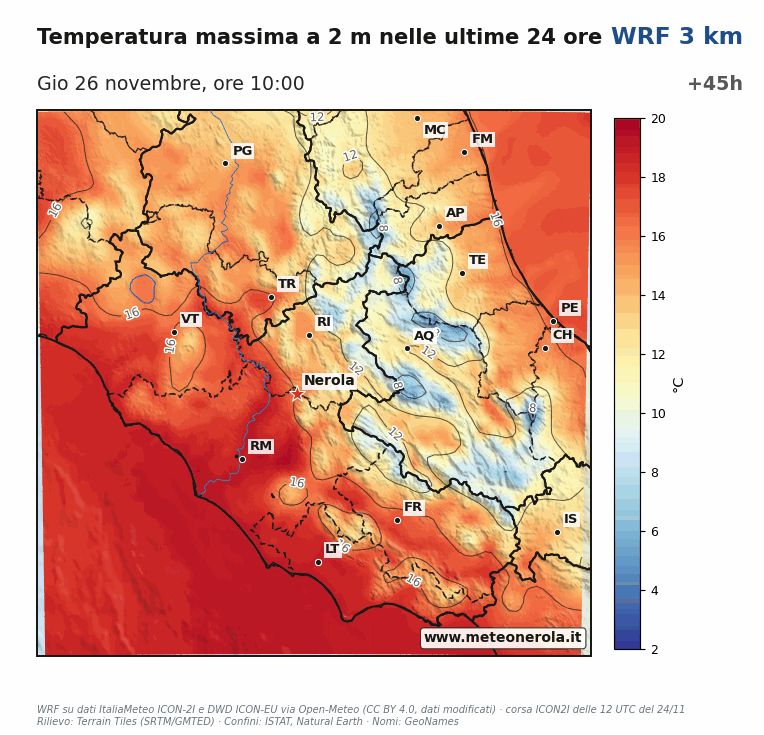 Temperatura massima a 2 m nelle ultime 24 ore WRF 3 km
Gio 26 novembre, ore 10:00 +45h
12
MC
FM
PG
12
16
AP
8
16
TE
8
TR
16
VT
RI
PE
AQ
CH
16
12
12
Nerola
8
8
12
RM
16
FR
IS
LT
16
16
www.meteonerola.it
20
18
16
14
12
10
8
6
4
2
°C
WRF su dati ItaliaMeteo ICON-2I e DWD ICON-EU via Open-Meteo (CC BY 4.0, dati modificati) · corsa ICON2I delle 12 UTC del 24/11
Rilievo: Terrain Tiles (SRTM/GMTED) · Confini: ISTAT, Natural Earth · Nomi: GeoNames